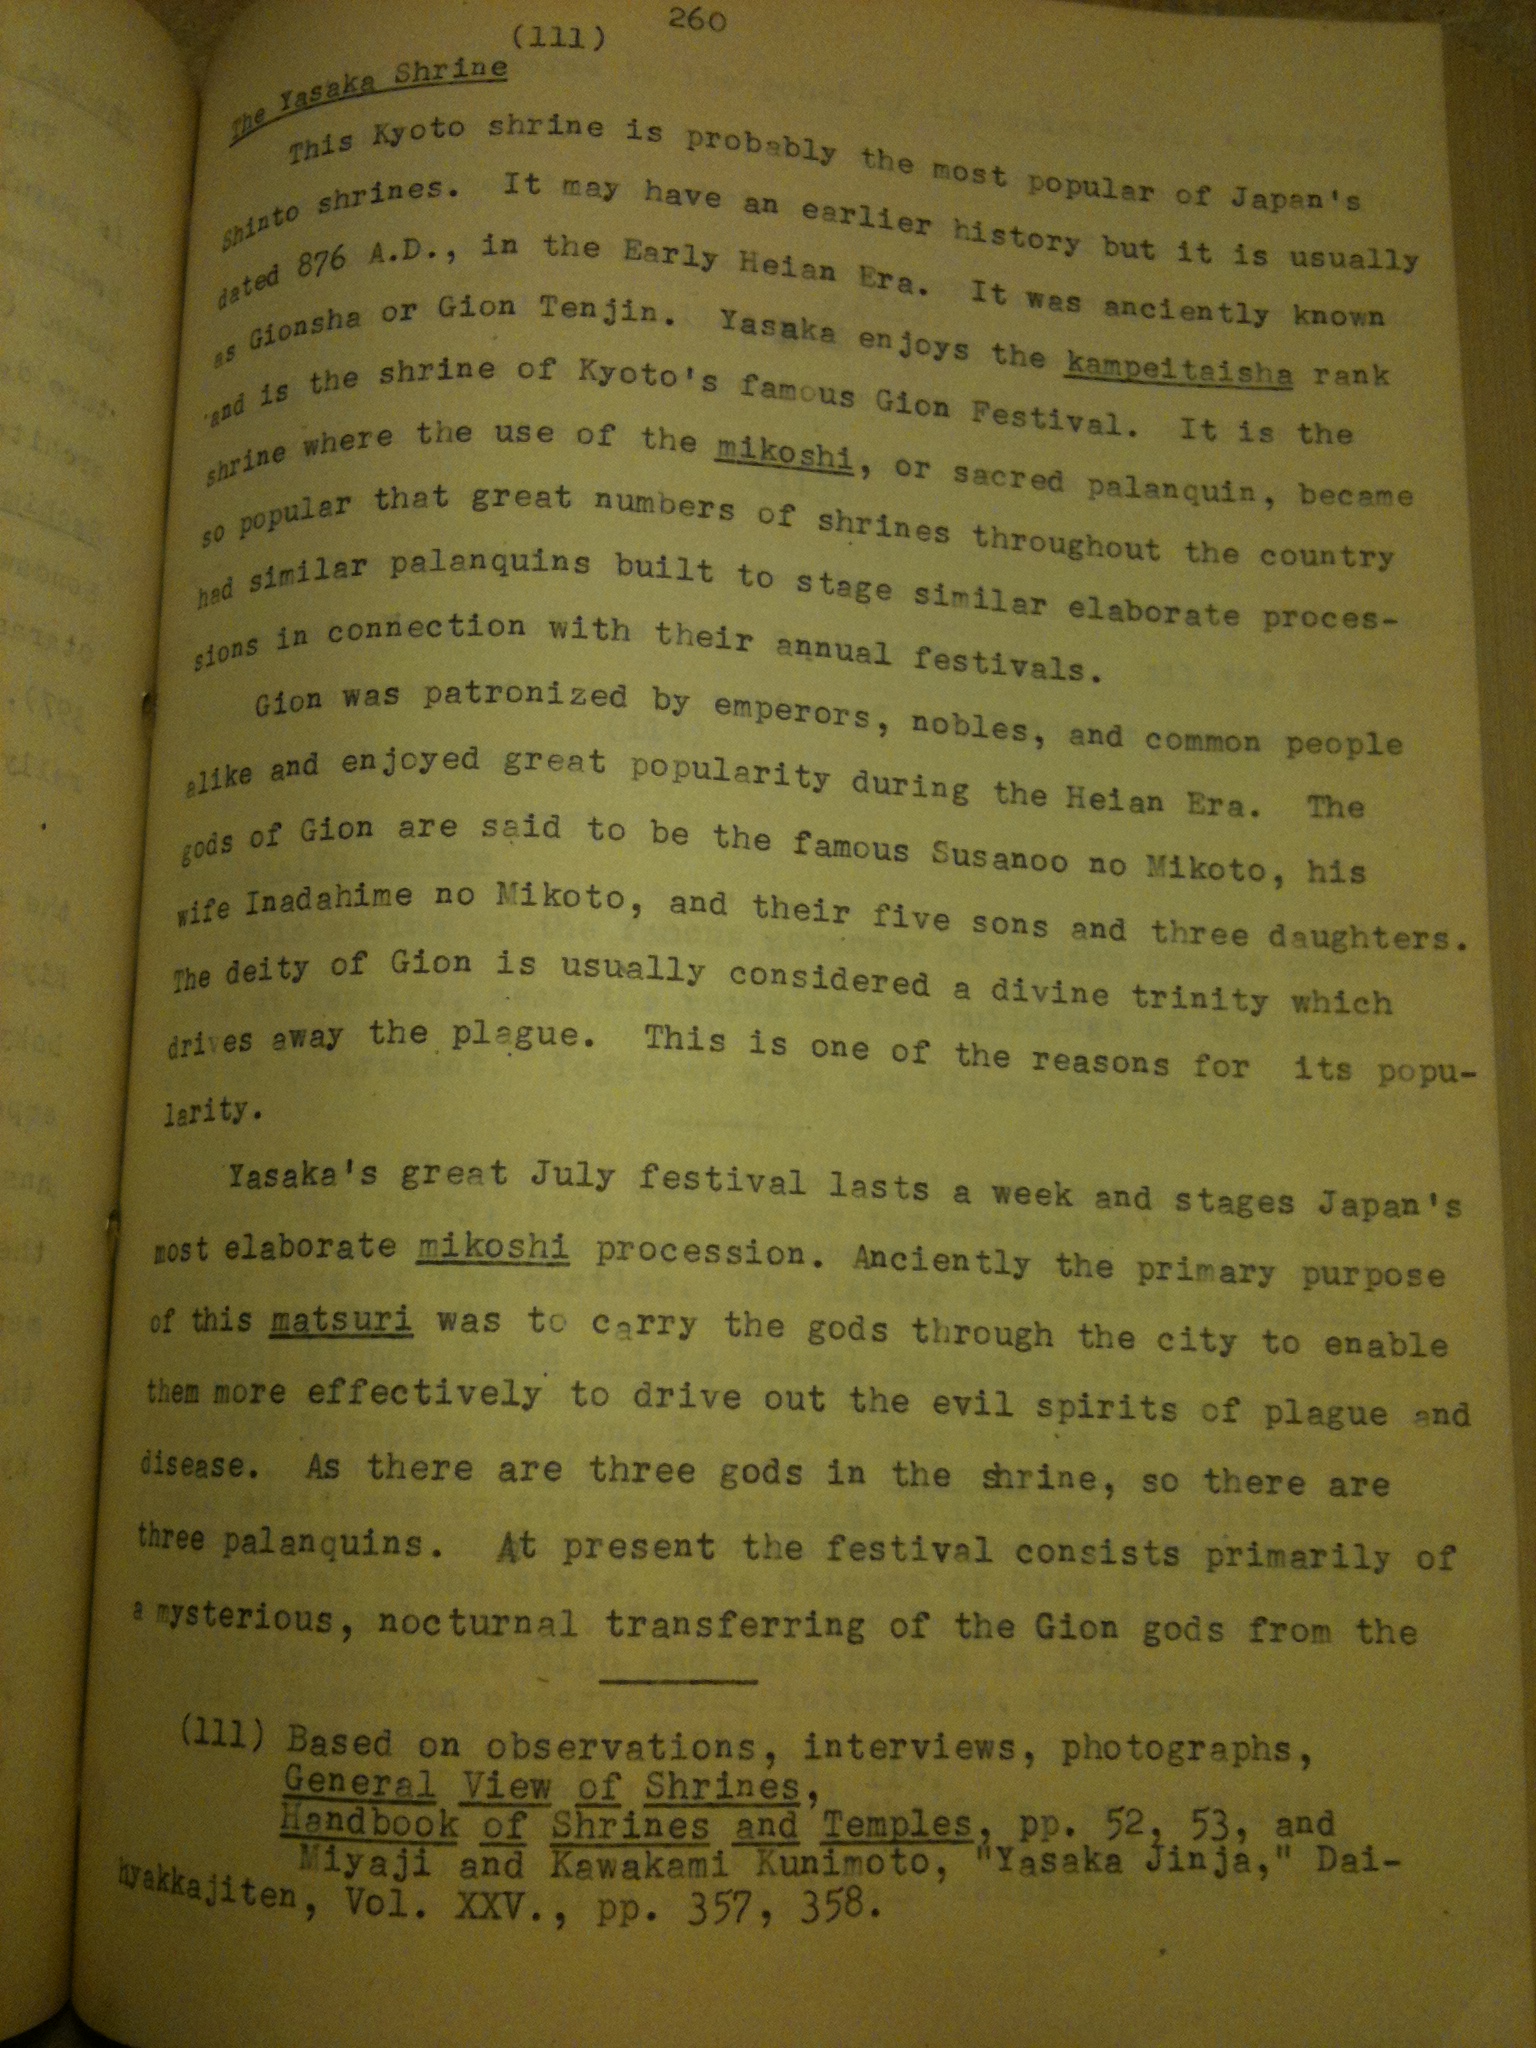 260
(111)
The Yasaka Shrine
This Kyoto shrine is probably the most popular of Japan's
Shinto shrines. It may have an earlier history but it is usually
dated 876 A.D., in the Early Heian Era. It was anciently known
as Gionsha or Gion Tenjin. Yasaka enjoys the kampeitaisha rank
and is the shrine of Kyoto's famous Gion Festival. It is the
shrine where the use of the mikoshi, or sacred palanquin, became
so popular that great numbers of shrines throughout the country
had similar palanquins built to stage similar elaborate proces-
sions in connection with their annual festivals.
Gion was patronized by emperors, nobles, and common people
alike and enjoyed great popularity during the Heian Era. The
gods of Gion are said to be the famous Susanoo no Mikoto, his
wife Inadahime no Mikoto, and their five sons and three daughters.
The deity of Gion is usually considered a divine trinity which
drives away the plague. This is one of the reasons for its popu-
larity.
Yasaka's great July festival lasts a week and stages Japan's
most elaborate mikoshi procession. Anciently the primary purpose
of this matsuri was to carry the gods through the city to enable
them more effectively to drive out the evil spirits of plague and
disease. As there are three gods in the shrine, so there are
three palanquins. At present the festival consists primarily of
a mysterious, nocturnal transferring of the Gion gods from the
(111) Based on observations, interviews, photographs,
General View of Shrines,
Handbook of Shrines and Temples, pp. 52, 53, and
Miyaji and Kawakami Kunimoto, "Yasaka Jinja," Dai-
hyakkajiten, Vol. XXV., pp. 357, 358.